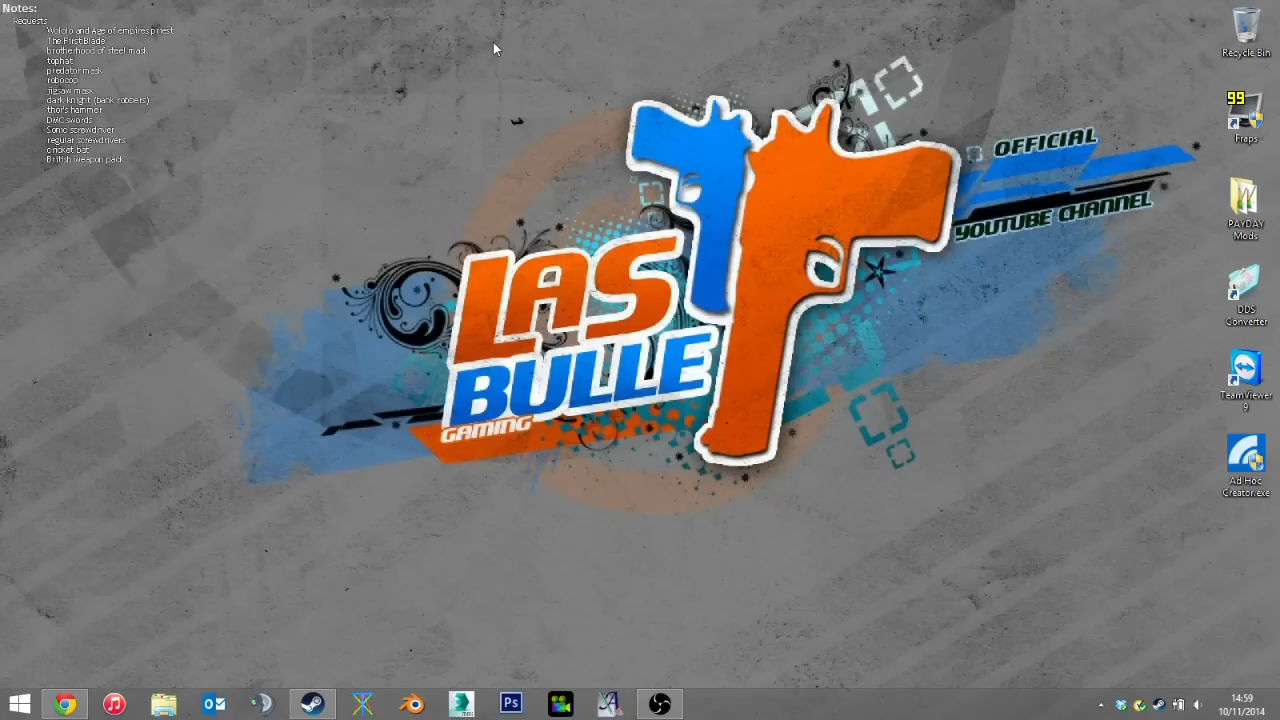 Notes:
Requests
Wololo and Age of empires priest
The First Blade
brotherhood of steel mask
tophat
predator mask
robocop
jigsaw mask
dark knight (bank robbers)
thor's hammer
DMC swords
Sonic screwdriver
regular screwdrivers
cricket bat
British weapon pack
LAS
BULLE
GAMING
OFFICIAL
YOUTUBE CHANNEL
Recycle Bin
99
Fraps
PAYDAY
Mods
DDS
Converter
TeamViewer
9
Ad Hoc
Creator.exe
Ps
14:59
10/11/2014